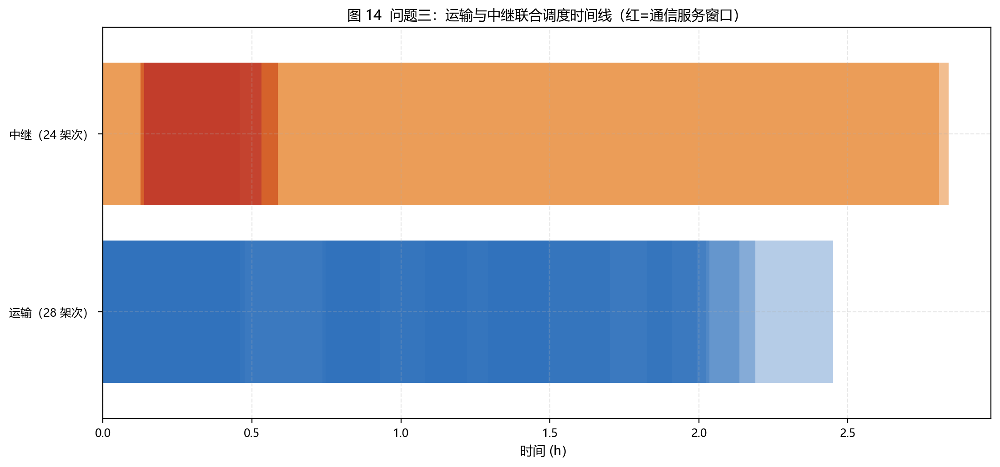 图 14  问题三：运输与中继联合调度时间线（红=通信服务窗口）
中继（24 架次）
运输（28 架次）
0.0 0.5 1.0 1.5 2.0 2.5
时间 (h)